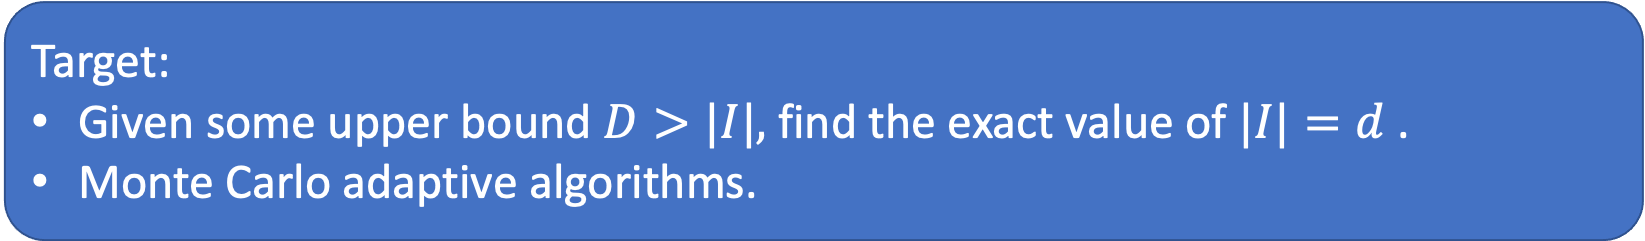 Target:
• Given some upper bound 𝐷 > |𝐼|, find the exact value of |𝐼| = 𝑑 .
• Monte Carlo adaptive algorithms.